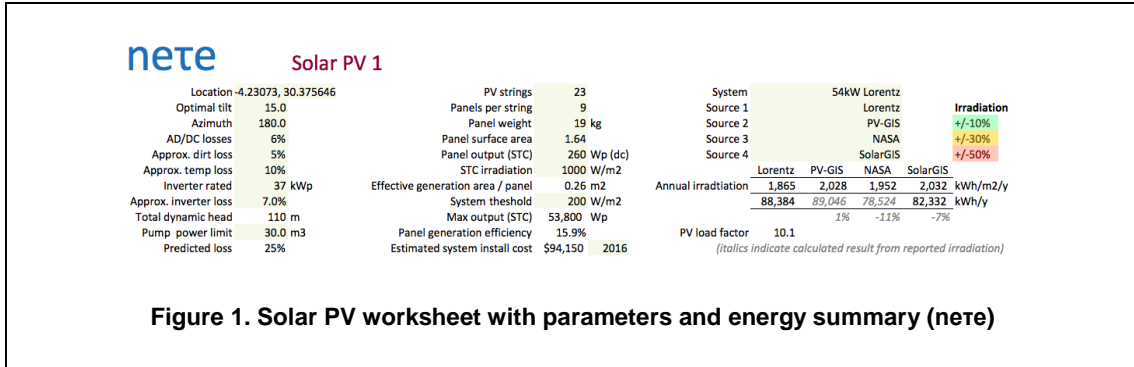 neτe Solar PV 1
Location -4.23073, 30.375646 PV strings 23 System 54kW Lorentz
Optimal tilt 15.0 Panels per string 9 Source 1 Lorentz Irradiation
Azimuth 180.0 Panel weight 19 kg Source 2 PV-GIS +/-10%
AD/DC losses 6% Panel surface area 1.64 Source 3 NASA +/-30%
Approx. dirt loss 5% Panel output (STC) 260 Wp (dc) Source 4 SolarGIS +/-50%
Approx. temp loss 10% STC irradiation 1000 W/m2 Lorentz PV-GIS NASA SolarGIS
Inverter rated 37 kWp Effective generation area / panel 0.26 m2 Annual irradtiation 1,865 2,028 1,952 2,032 kWh/m2/y
Approx. inverter loss 7.0% System theshold 200 W/m2 88,384 89,046 78,524 82,332 kWh/y
Total dynamic head 110 m Max output (STC) 53,800 Wp 1% -11% -7%
Pump power limit 30.0 m3 Panel generation efficiency 15.9% PV load factor 10.1
Predicted loss 25% Estimated system install cost $94,150 2016 (italics indicate calculated result from reported irradiation)
Figure 1. Solar PV worksheet with parameters and energy summary (neτe)